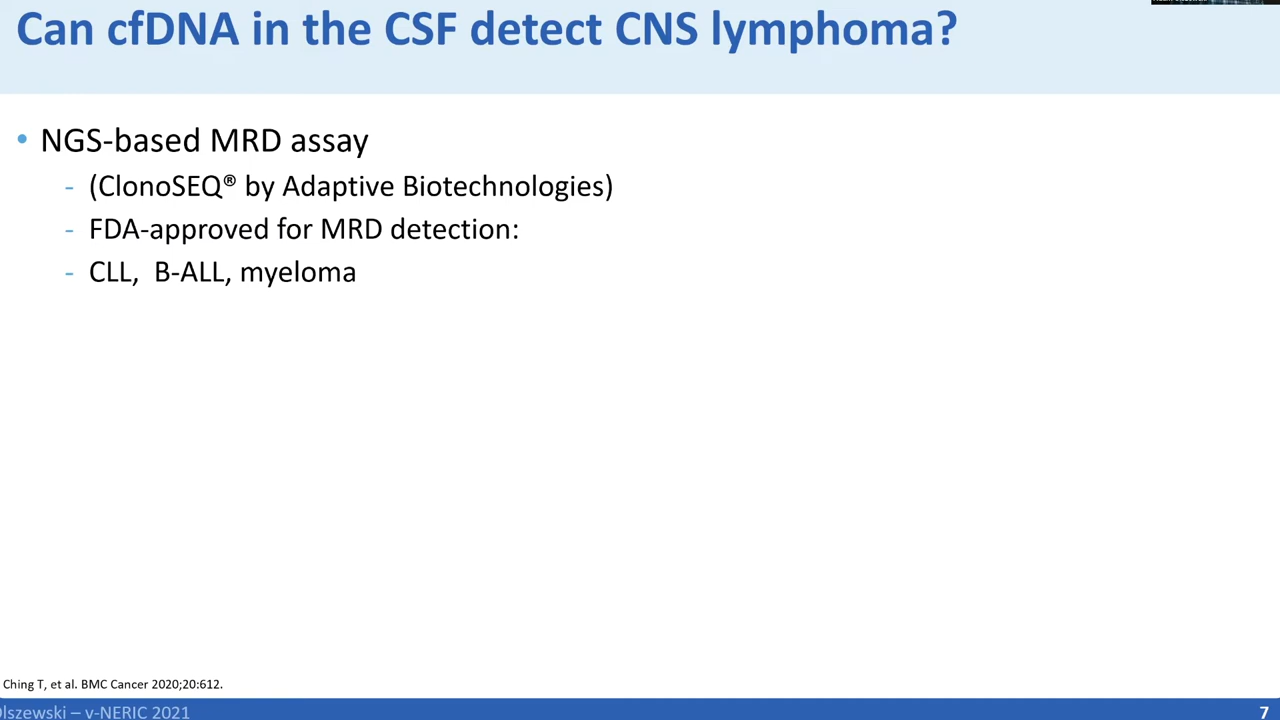 Can cfDNA in the CSF detect CNS lymphoma?
• NGS-based MRD assay
- (ClonoSEQ® by Adaptive Biotechnologies)
- FDA-approved for MRD detection:
- CLL, B-ALL, myeloma
Ching T, et al. BMC Cancer 2020;20:612.
Olszewski – v-NERIC 2021
7